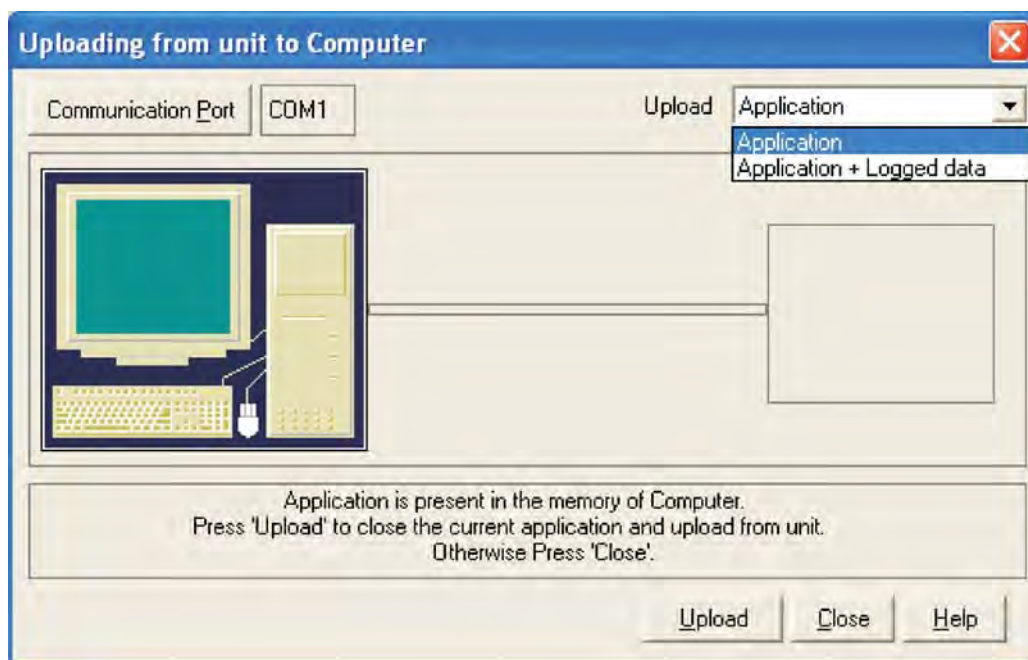 Uploading from unit to Computer
Communication Port COM1 Upload Application
Application
Application + Logged data
Application is present in the memory of Computer.
Press 'Upload' to close the current application and upload from unit.
Otherwise Press 'Close'.
Upload Close Help